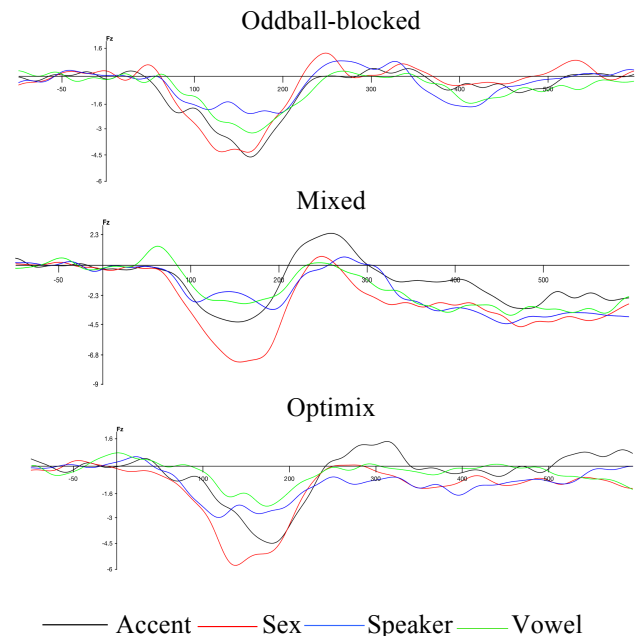 Oddball-blocked
Fz
1.6
-50 100 200 300 400 500
-1.6
-3
-4.5
-6
Mixed
Fz
2.3
-50 100 200 300 400 500
-2.3
-4.5
-6.8
-9
Optimix
Fz
1.6
-50 100 200 300 400 500
-1.6
-3
-4.5
-6
Accent Sex Speaker Vowel